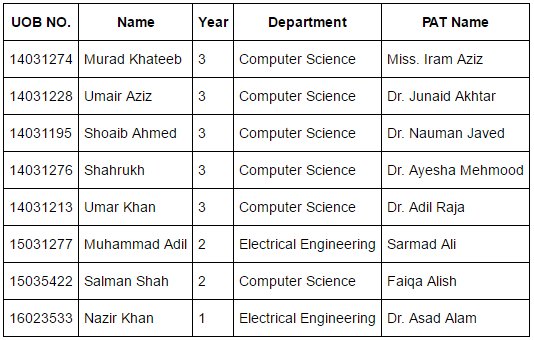 UOB NO. Name Year Department PAT Name
14031274 Murad Khateeb 3 Computer Science Miss. Iram Aziz
14031228 Umair Aziz 3 Computer Science Dr. Junaid Akhtar
14031195 Shoaib Ahmed 3 Computer Science Dr. Nauman Javed
14031276 Shahrukh 3 Computer Science Dr. Ayesha Mehmood
14031213 Umar Khan 3 Computer Science Dr. Adil Raja
15031277 Muhammad Adil 2 Electrical Engineering Sarmad Ali
15035422 Salman Shah 2 Computer Science Faiqa Alish
16023533 Nazir Khan 1 Electrical Engineering Dr. Asad Alam